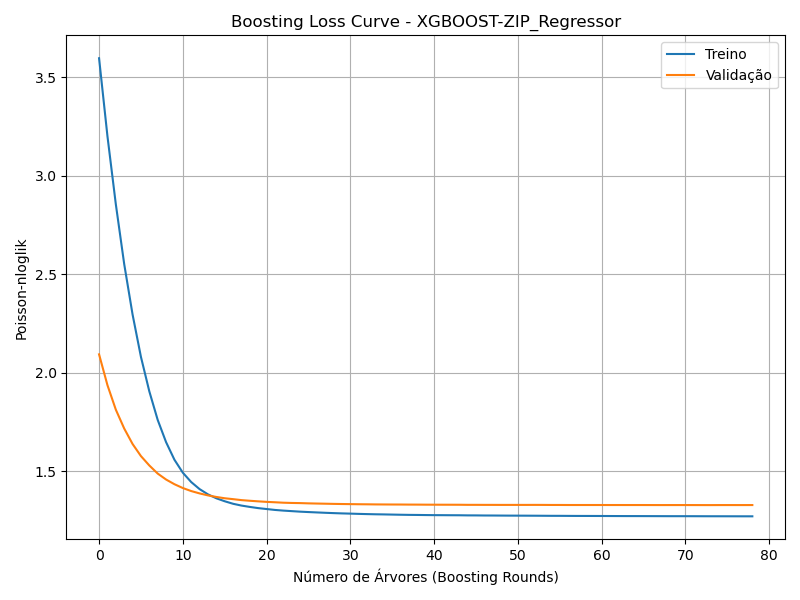 Boosting Loss Curve - XGBOOST-ZIP_Regressor
Treino
Validação
Poisson-nloglik
3.5
3.0
2.5
2.0
1.5
0 10 20 30 40 50 60 70 80
Número de Árvores (Boosting Rounds)